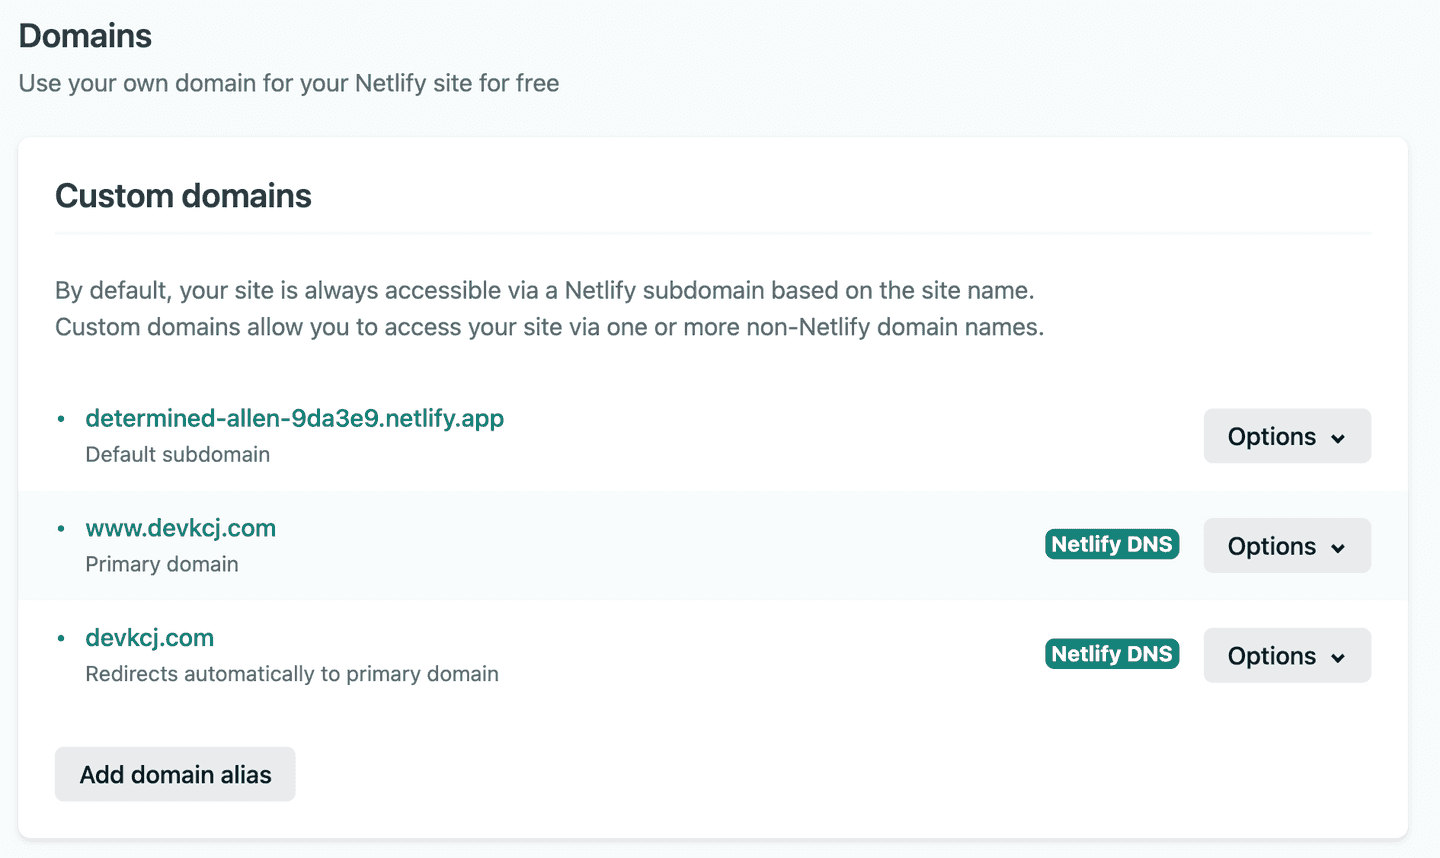 Domains
Use your own domain for your Netlify site for free
Custom domains
By default, your site is always accessible via a Netlify subdomain based on the site name.
Custom domains allow you to access your site via one or more non-Netlify domain names.
determined-allen-9da3e9.netlify.app
Default subdomain
Options
www.devkcj.com
Primary domain
Netlify DNS
Options
devkcj.com
Redirects automatically to primary domain
Netlify DNS
Options
Add domain alias